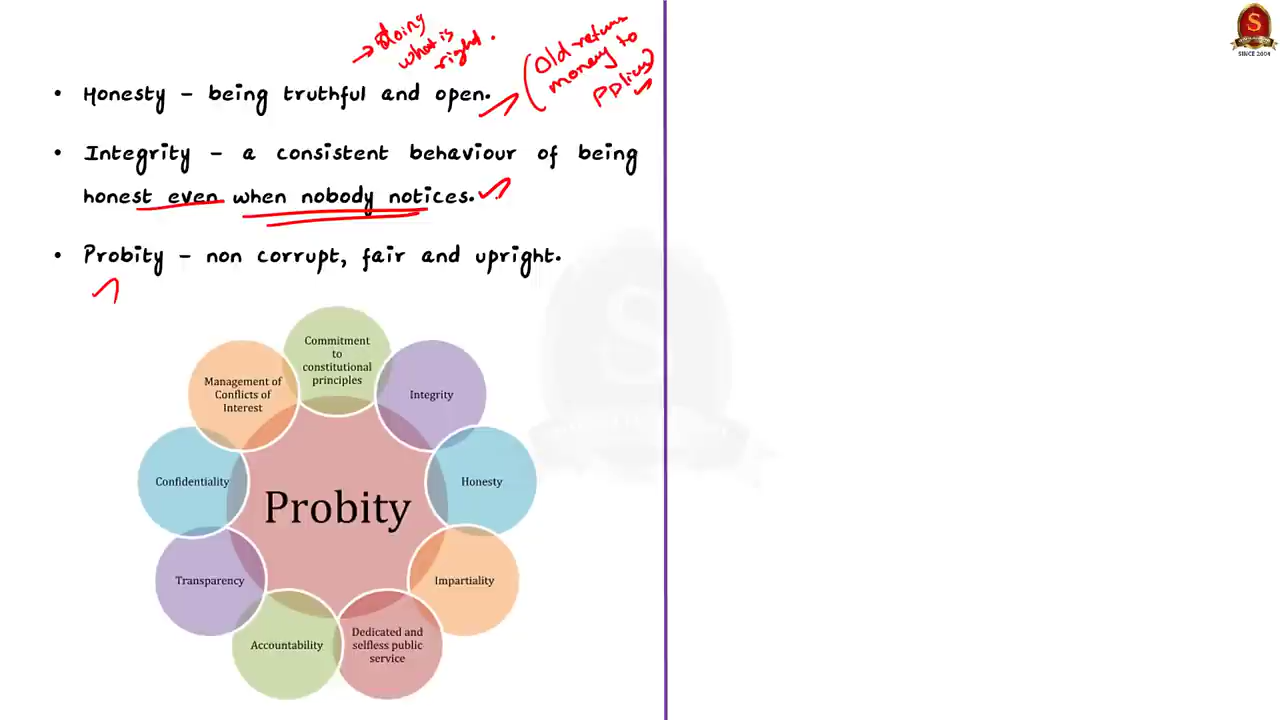 → doing
what is
right.
(Old return
money to
Police)
• Honesty – being truthful and open.
• Integrity – a consistent behaviour of being
honest even when nobody notices.
• Probity – non corrupt, fair and upright.
Commitment
to
constitutional
principles
Integrity
Honesty
Impartiality
Dedicated and
selfless public
service
Accountability
Transparency
Confidentiality
Management of
Conflicts of
Interest
Probity
S
SINCE 2004
S